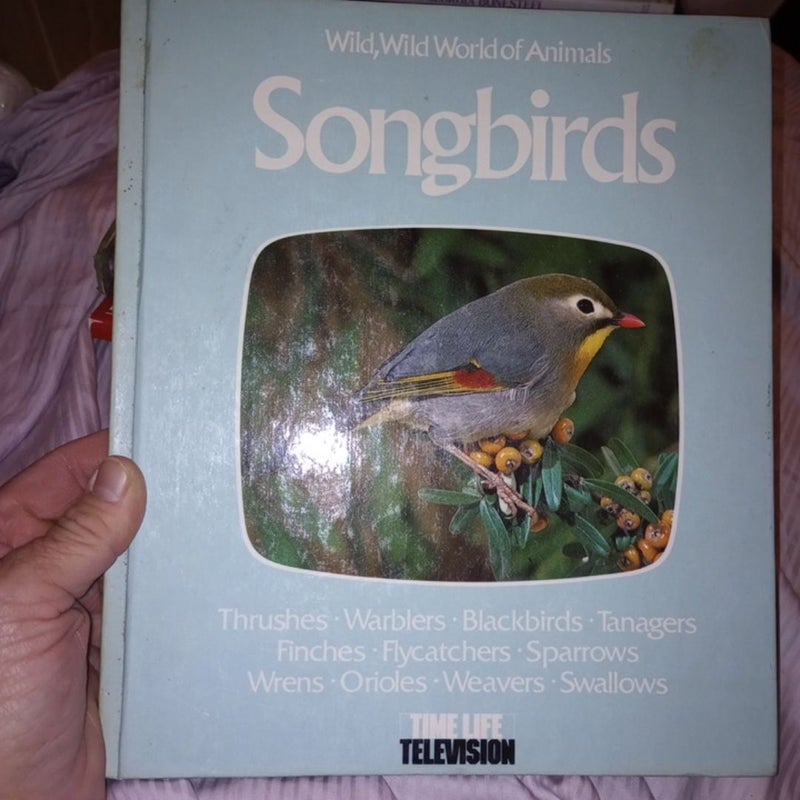 Wild, Wild World of Animals
Songbirds
Thrushes · Warblers · Blackbirds · Tanagers
Finches · Flycatchers · Sparrows
Wrens · Orioles · Weavers · Swallows
TIME LIFE
TELEVISION